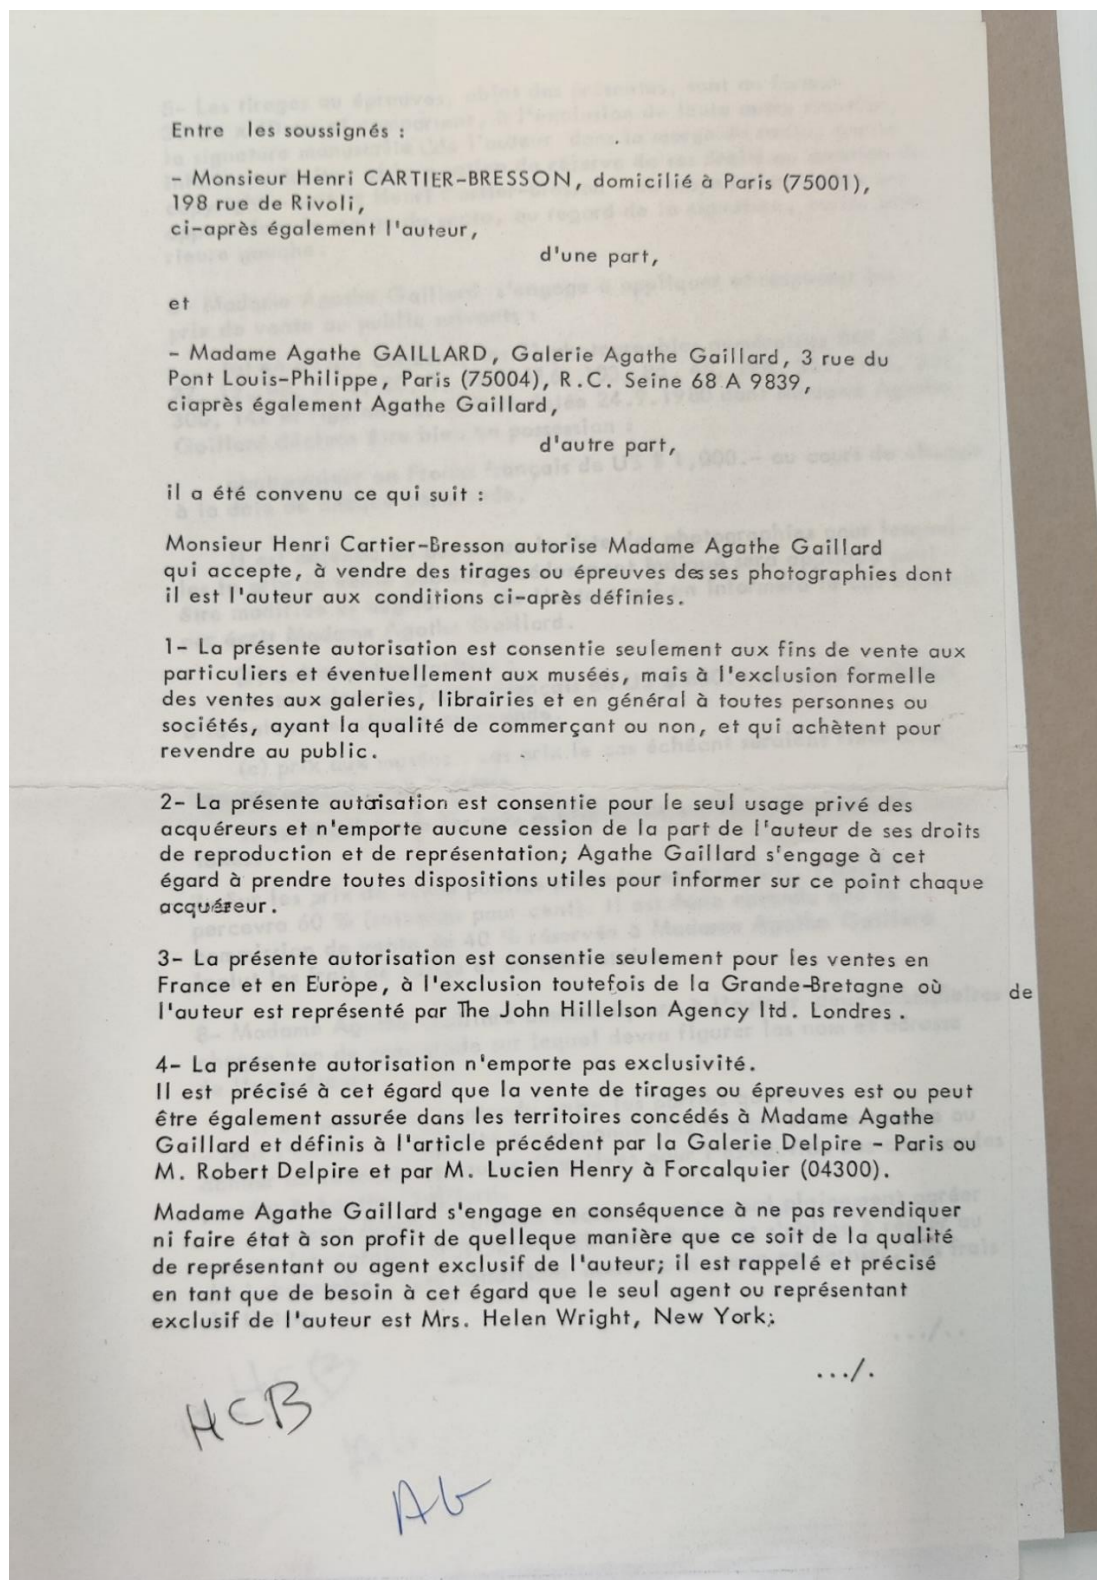 Entre les soussignés :
- Monsieur Henri CARTIER-BRESSON, domicilié à Paris (75001),
198 rue de Rivoli,
ci-après également l'auteur,
d'une part,
et
- Madame Agathe GAILLARD, Galerie Agathe Gaillard, 3 rue du
Pont Louis-Philippe, Paris (75004), R.C. Seine 68 A 9839,
ciaprès également Agathe Gaillard,
d'autre part,
il a été convenu ce qui suit :
Monsieur Henri Cartier-Bresson autorise Madame Agathe Gaillard
qui accepte, à vendre des tirages ou épreuves des ses photographies dont
il est l'auteur aux conditions ci-après définies.
1- La présente autorisation est consentie seulement aux fins de vente aux
particuliers et éventuellement aux musées, mais à l'exclusion formelle
des ventes aux galeries, librairies et en général à toutes personnes ou
sociétés, ayant la qualité de commerçant ou non, et qui achètent pour
revendre au public.
2- La présente autorisation est consentie pour le seul usage privé des
acquéreurs et n'emporte aucune cession de la part de l'auteur de ses droits
de reproduction et de représentation; Agathe Gaillard s'engage à cet
égard à prendre toutes dispositions utiles pour informer sur ce point chaque
acquéreur.
3- La présente autorisation est consentie seulement pour les ventes en
France et en Europe, à l'exclusion toutefois de la Grande-Bretagne où
l'auteur est représenté par The John Hillelson Agency ltd. Londres.
de
4- La présente autorisation n'emporte pas exclusivité.
Il est précisé à cet égard que la vente de tirages ou épreuves est ou peut
être également assurée dans les territoires concédés à Madame Agathe
Gaillard et définis à l'article précédent par la Galerie Delpire - Paris ou
M. Robert Delpire et par M. Lucien Henry à Forcalquier (04300).
Madame Agathe Gaillard s'engage en conséquence à ne pas revendiquer
ni faire état à son profit de quelleque manière que ce soit de la qualité
de représentant ou agent exclusif de l'auteur; il est rappelé et précisé
en tant que de besoin à cet égard que le seul agent ou représentant
exclusif de l'auteur est Mrs. Helen Wright, New York;
.../.
HCB
AG